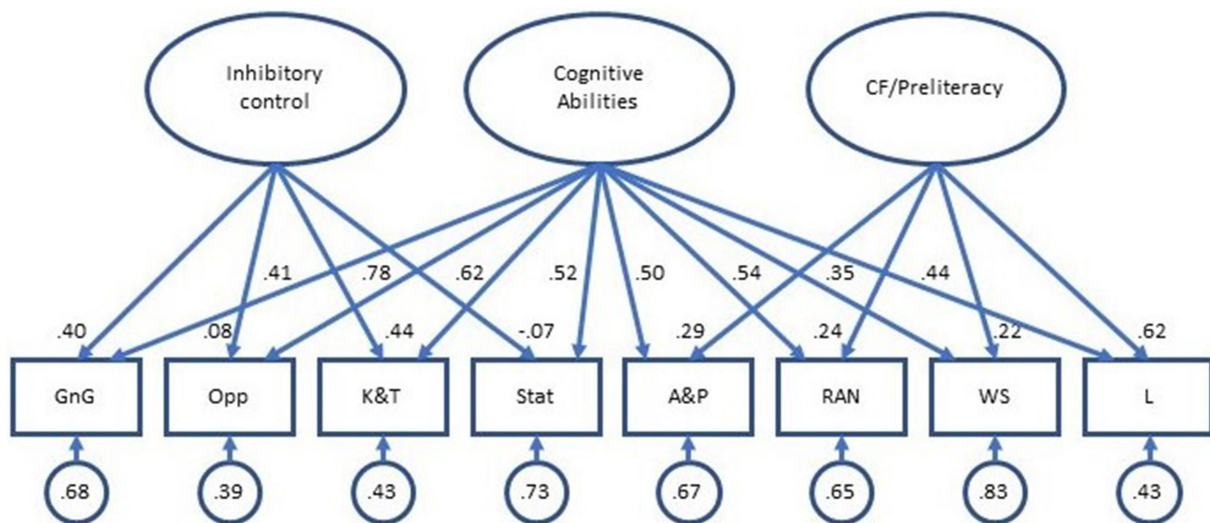 Inhibitory
control
Cognitive
Abilities
CF/Preliteracy
.41 .78 .62 .52 .50 .54 .35 .44
.40 .08 .44 -.07 .29 .24 .22 .62
GnG Opp K&T Stat A&P RAN WS L
.68 .39 .43 .73 .67 .65 .83 .43